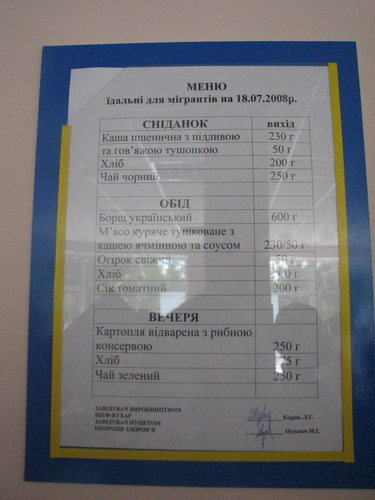 МЕНЮ
їдальні для мігрантів на 18.07.2008р.
СНІДАНОК вихід
Каша пшенична з підливою 230 г
та гов'яжою тушонкою 50 г
Хліб 200 г
Чай чорний 250 г
ОБІД
Борщ український 600 г
М'ясо куряче тушковане з
кашею ячмінною та соусом 230/50 г
Огірок свіжий
Хліб
Сік томатний 200 г
ВЕЧЕРЯ
Картопля відварена з рибною
консервою 250 г
Хліб
Чай зелений 250 г
ЗАВІДУВАЧ ВИРОБНИЦТВОМ
ШЕФ-КУХАР Корінь Л.Г.
ЗАВІДУВАЧ ПУНКТОМ
ОХОРОНИ ЗДОРОВ'Я М.І.